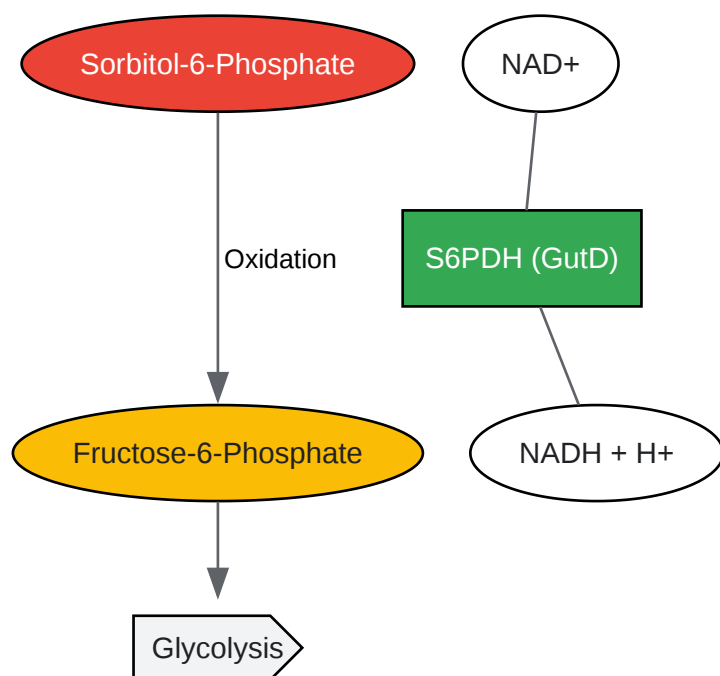 Sorbitol-6-Phosphate
NAD+
S6PDH (GutD)
Oxidation
Fructose-6-Phosphate
NADH + H+
Glycolysis